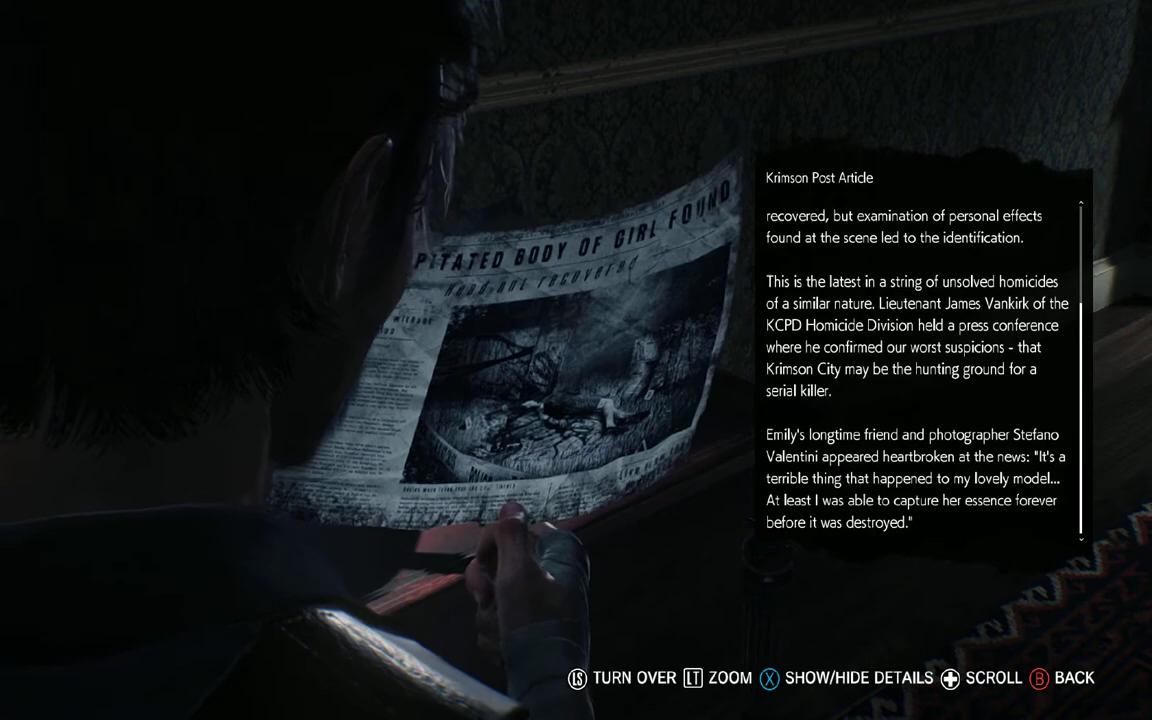 PITATED BODY OF GIRL FOUND
Head not recovered
Krimson Post Article
recovered, but examination of personal effects
found at the scene led to the identification.
This is the latest in a string of unsolved homicides
of a similar nature. Lieutenant James Vankirk of the
KCPD Homicide Division held a press conference
where he confirmed our worst suspicions - that
Krimson City may be the hunting ground for a
serial killer.
Emily's longtime friend and photographer Stefano
Valentini appeared heartbroken at the news: "It's a
terrible thing that happened to my lovely model...
At least I was able to capture her essence forever
before it was destroyed."
LS TURN OVER LT ZOOM X SHOW/HIDE DETAILS SCROLL B BACK